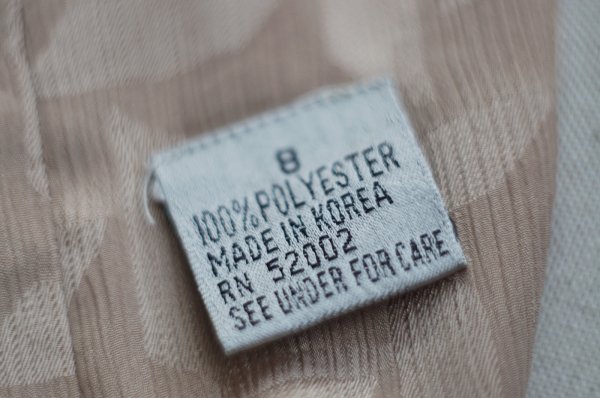 8
100% POLYESTER
MADE IN KOREA
RN 52002
SEE UNDER FOR CARE